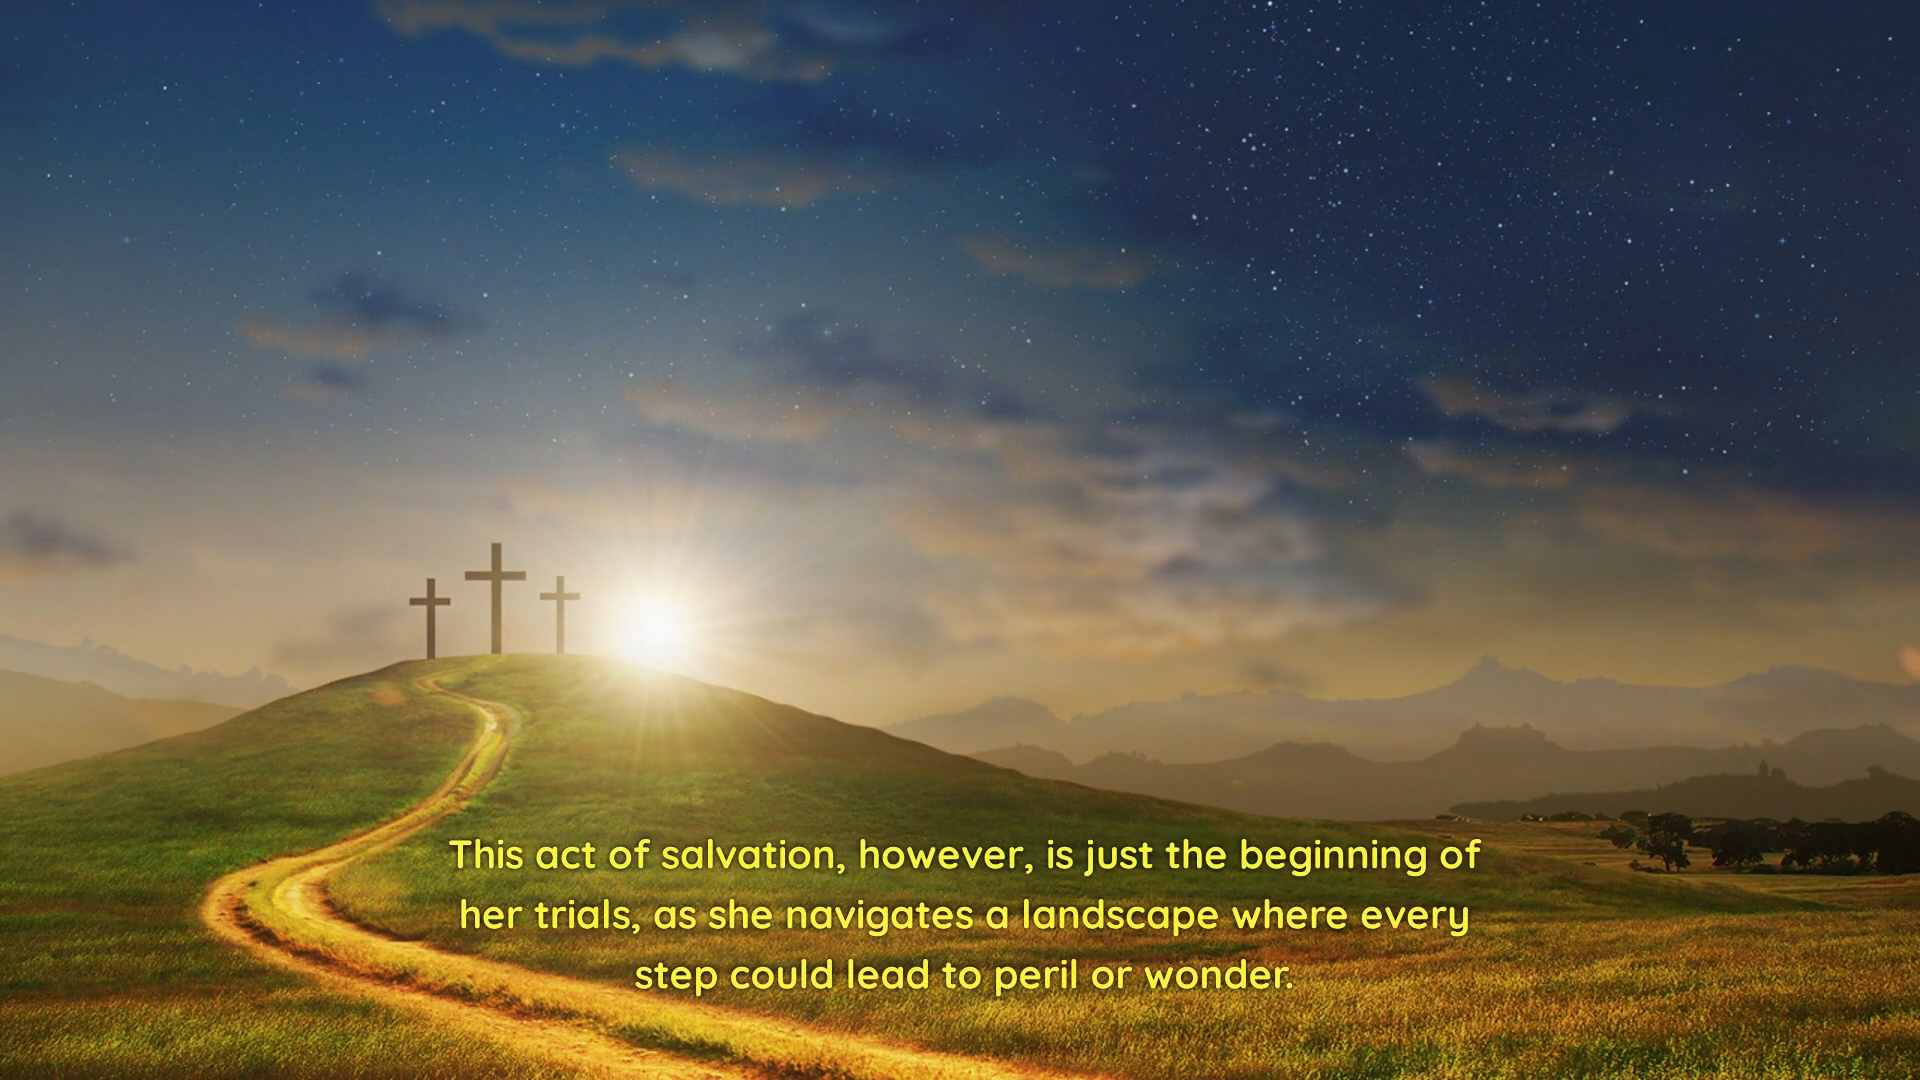 This act of salvation, however, is just the beginning of
her trials, as she navigates a landscape where every
step could lead to peril or wonder.